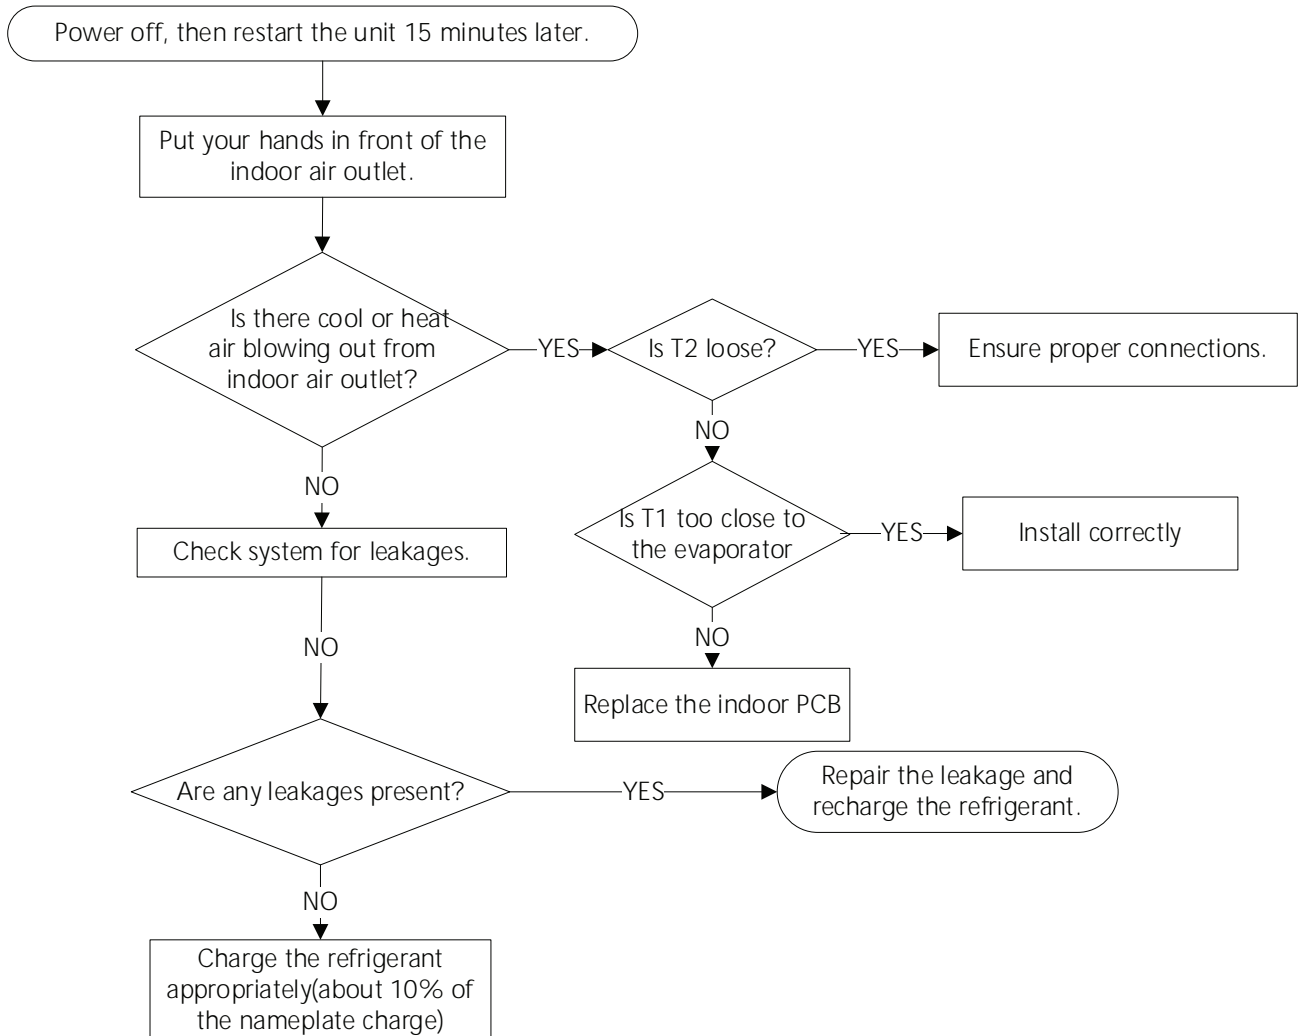 Power off, then restart the unit 15 minutes later.
Put your hands in front of the
indoor air outlet.
Is there cool or heat
air blowing out from
indoor air outlet?
YES
Is T2 loose?
YES
Ensure proper connections.
NO
NO
Is T1 too close to
the evaporator
YES
Install correctly
Check system for leakages.
NO
NO
Replace the indoor PCB
Are any leakages present?
YES
Repair the leakage and
recharge the refrigerant.
NO
Charge the refrigerant
appropriately(about 10% of
the nameplate charge)